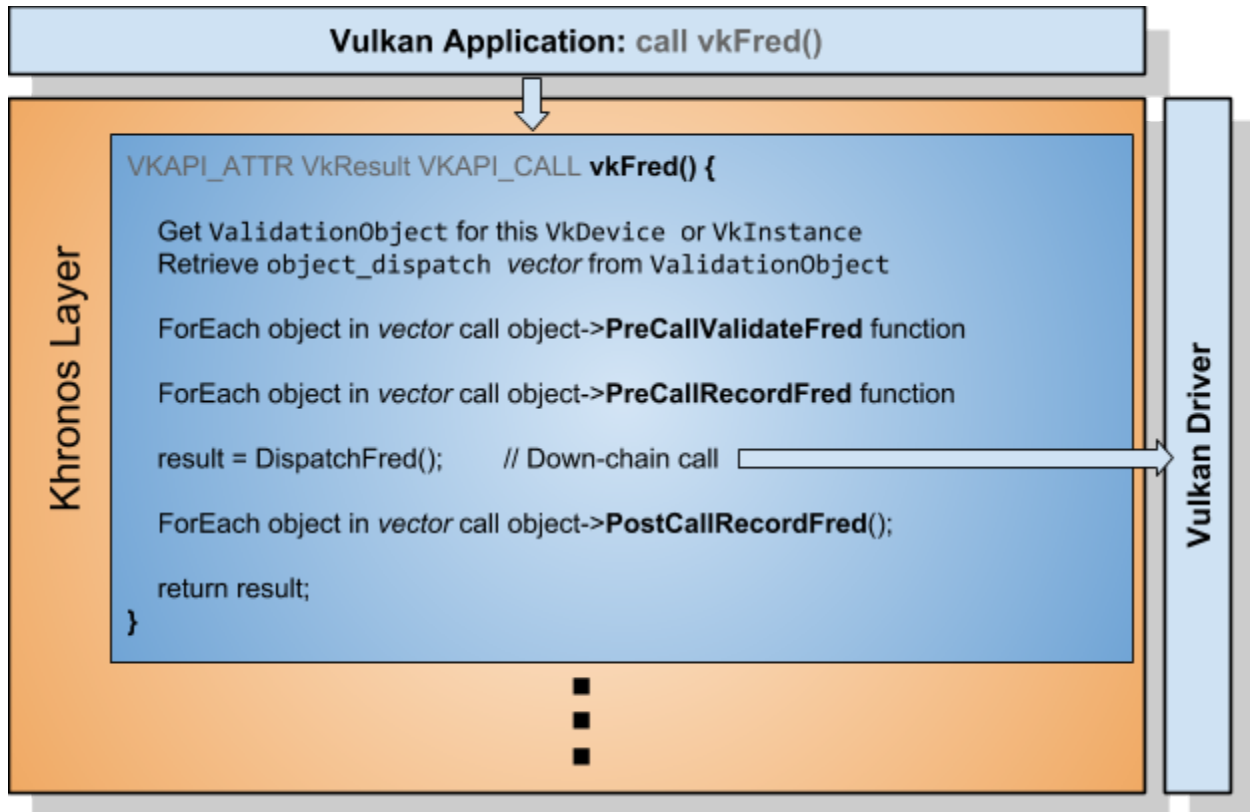 Vulkan Application: call vkFred()
VKAPI_ATTR VkResult VKAPI_CALL vkFred() {
Get ValidationObject for this VkDevice or VkInstance
Retrieve object_dispatch vector from ValidationObject
ForEach object in vector call object->PreCallValidateFred function
ForEach object in vector call object->PreCallRecordFred function
result = DispatchFred(); // Down-chain call
ForEach object in vector call object->PostCallRecordFred();
return result;
}
Khronos Layer
Vulkan Driver